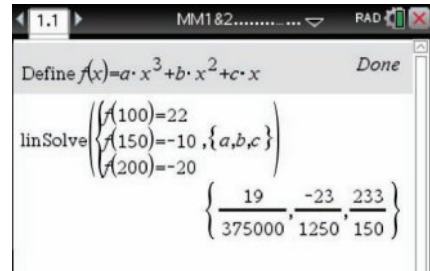 1.1 MM1&2........ ... RAD
Define f(x)=a· x³+b· x²+c· x Done
linSolve({f(100)=22
f(150)=-10 ,{a,b,c})
f(200)=-20
{19/375000, -23/1250, 233/150}